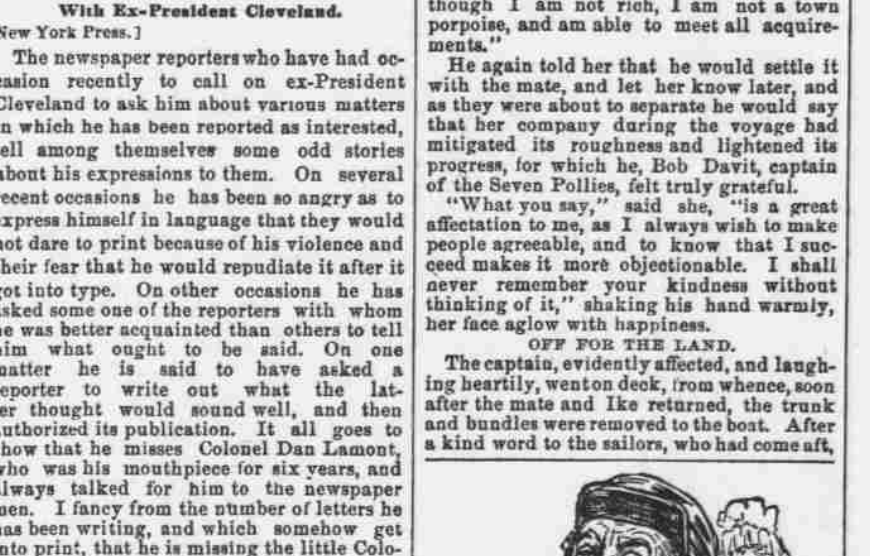 With Ex-President Cleveland.
New York Press.]
The newspaper reporters who have had oc-
casion recently to call on ex-President
Cleveland to ask him about various matters
in which he has been reported as interested,
tell among themselves some odd stories
about his expressions to them. On several
recent occasions he has been so angry as to
express himself in language that they would
not dare to print because of his violence and
their fear that he would repudiate it after it
got into type. On other occasions he has
asked some one of the reporters with whom
he was better acquainted than others to tell
him what ought to be said. On one
matter he is said to have asked a
reporter to write out what the lat-
ter thought would sound well, and then
authorized its publication. It all goes to
show that he misses Colonel Dan Lamont,
who was his mouthpiece for six years, and
always talked for him to the newspaper
men. I fancy from the number of letters he
has been writing, and which somehow get
into print, that he is missing the little Colo-
though I am not rich, I am not a town
porpoise, and am able to meet all acquire-
ments."
He again told her that he would settle it
with the mate, and let her know later, and
as they were about to separate he would say
that her company during the voyage had
mitigated its roughness and lightened its
progress, for which he, Bob Davit, captain
of the Seven Pollies, felt truly grateful.
"What you say," said she, "is a great
affectation to me, as I always wish to make
people agreeable, and to know that I suc-
ceed makes it more objectionable. I shall
never remember your kindness without
thinking of it," shaking his hand warmly,
her face aglow with happiness.
OFF FOR THE LAND.
The captain, evidently affected, and laugh-
ing heartily, went on deck, from whence, soon
after the mate and Ike returned, the trunk
and bundles were removed to the boat. After
a kind word to the sailors, who had come aft,